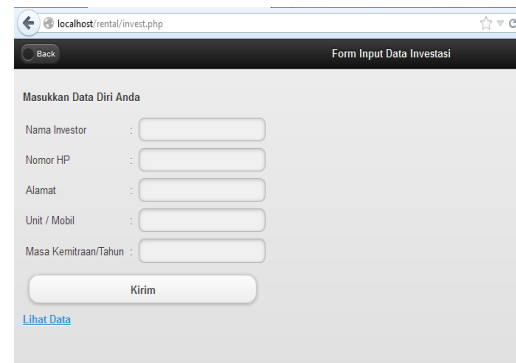 localhost/rental/invest.php
Back
Form Input Data Investasi
Masukkan Data Diri Anda
Nama Investor :
Nomor HP :
Alamat :
Unit / Mobil :
Masa Kemitraan/Tahun :
Kirim
Lihat Data